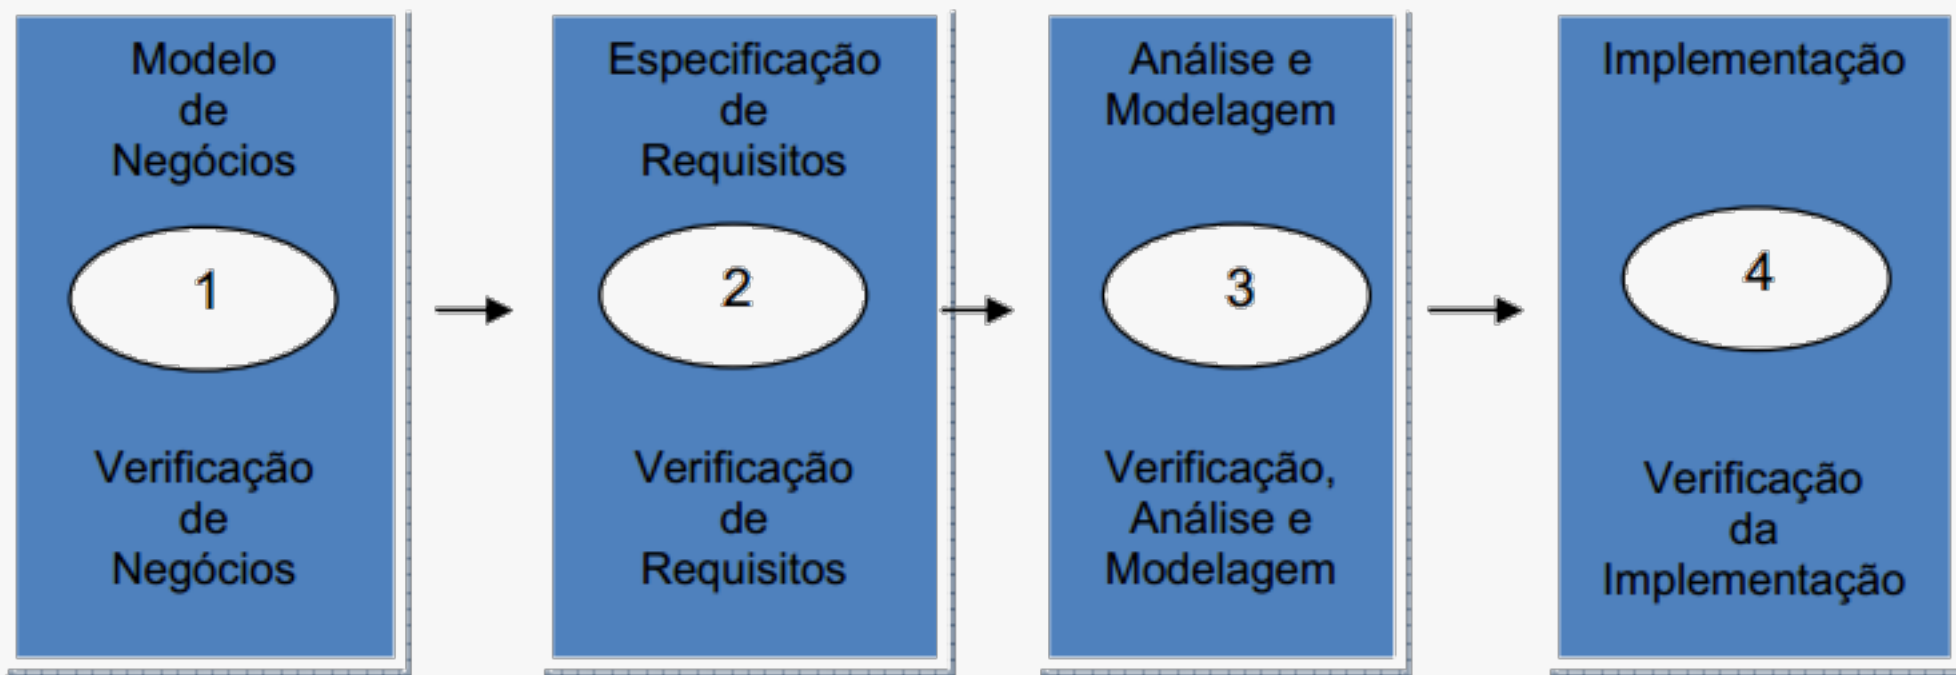 Modelo
de
Negócios
1
Verificação
de
Negócios
Especificação
de
Requisitos
2
Verificação
de
Requisitos
Análise e
Modelagem
3
Verificação,
Análise e
Modelagem
Implementação
4
Verificação
da
Implementação